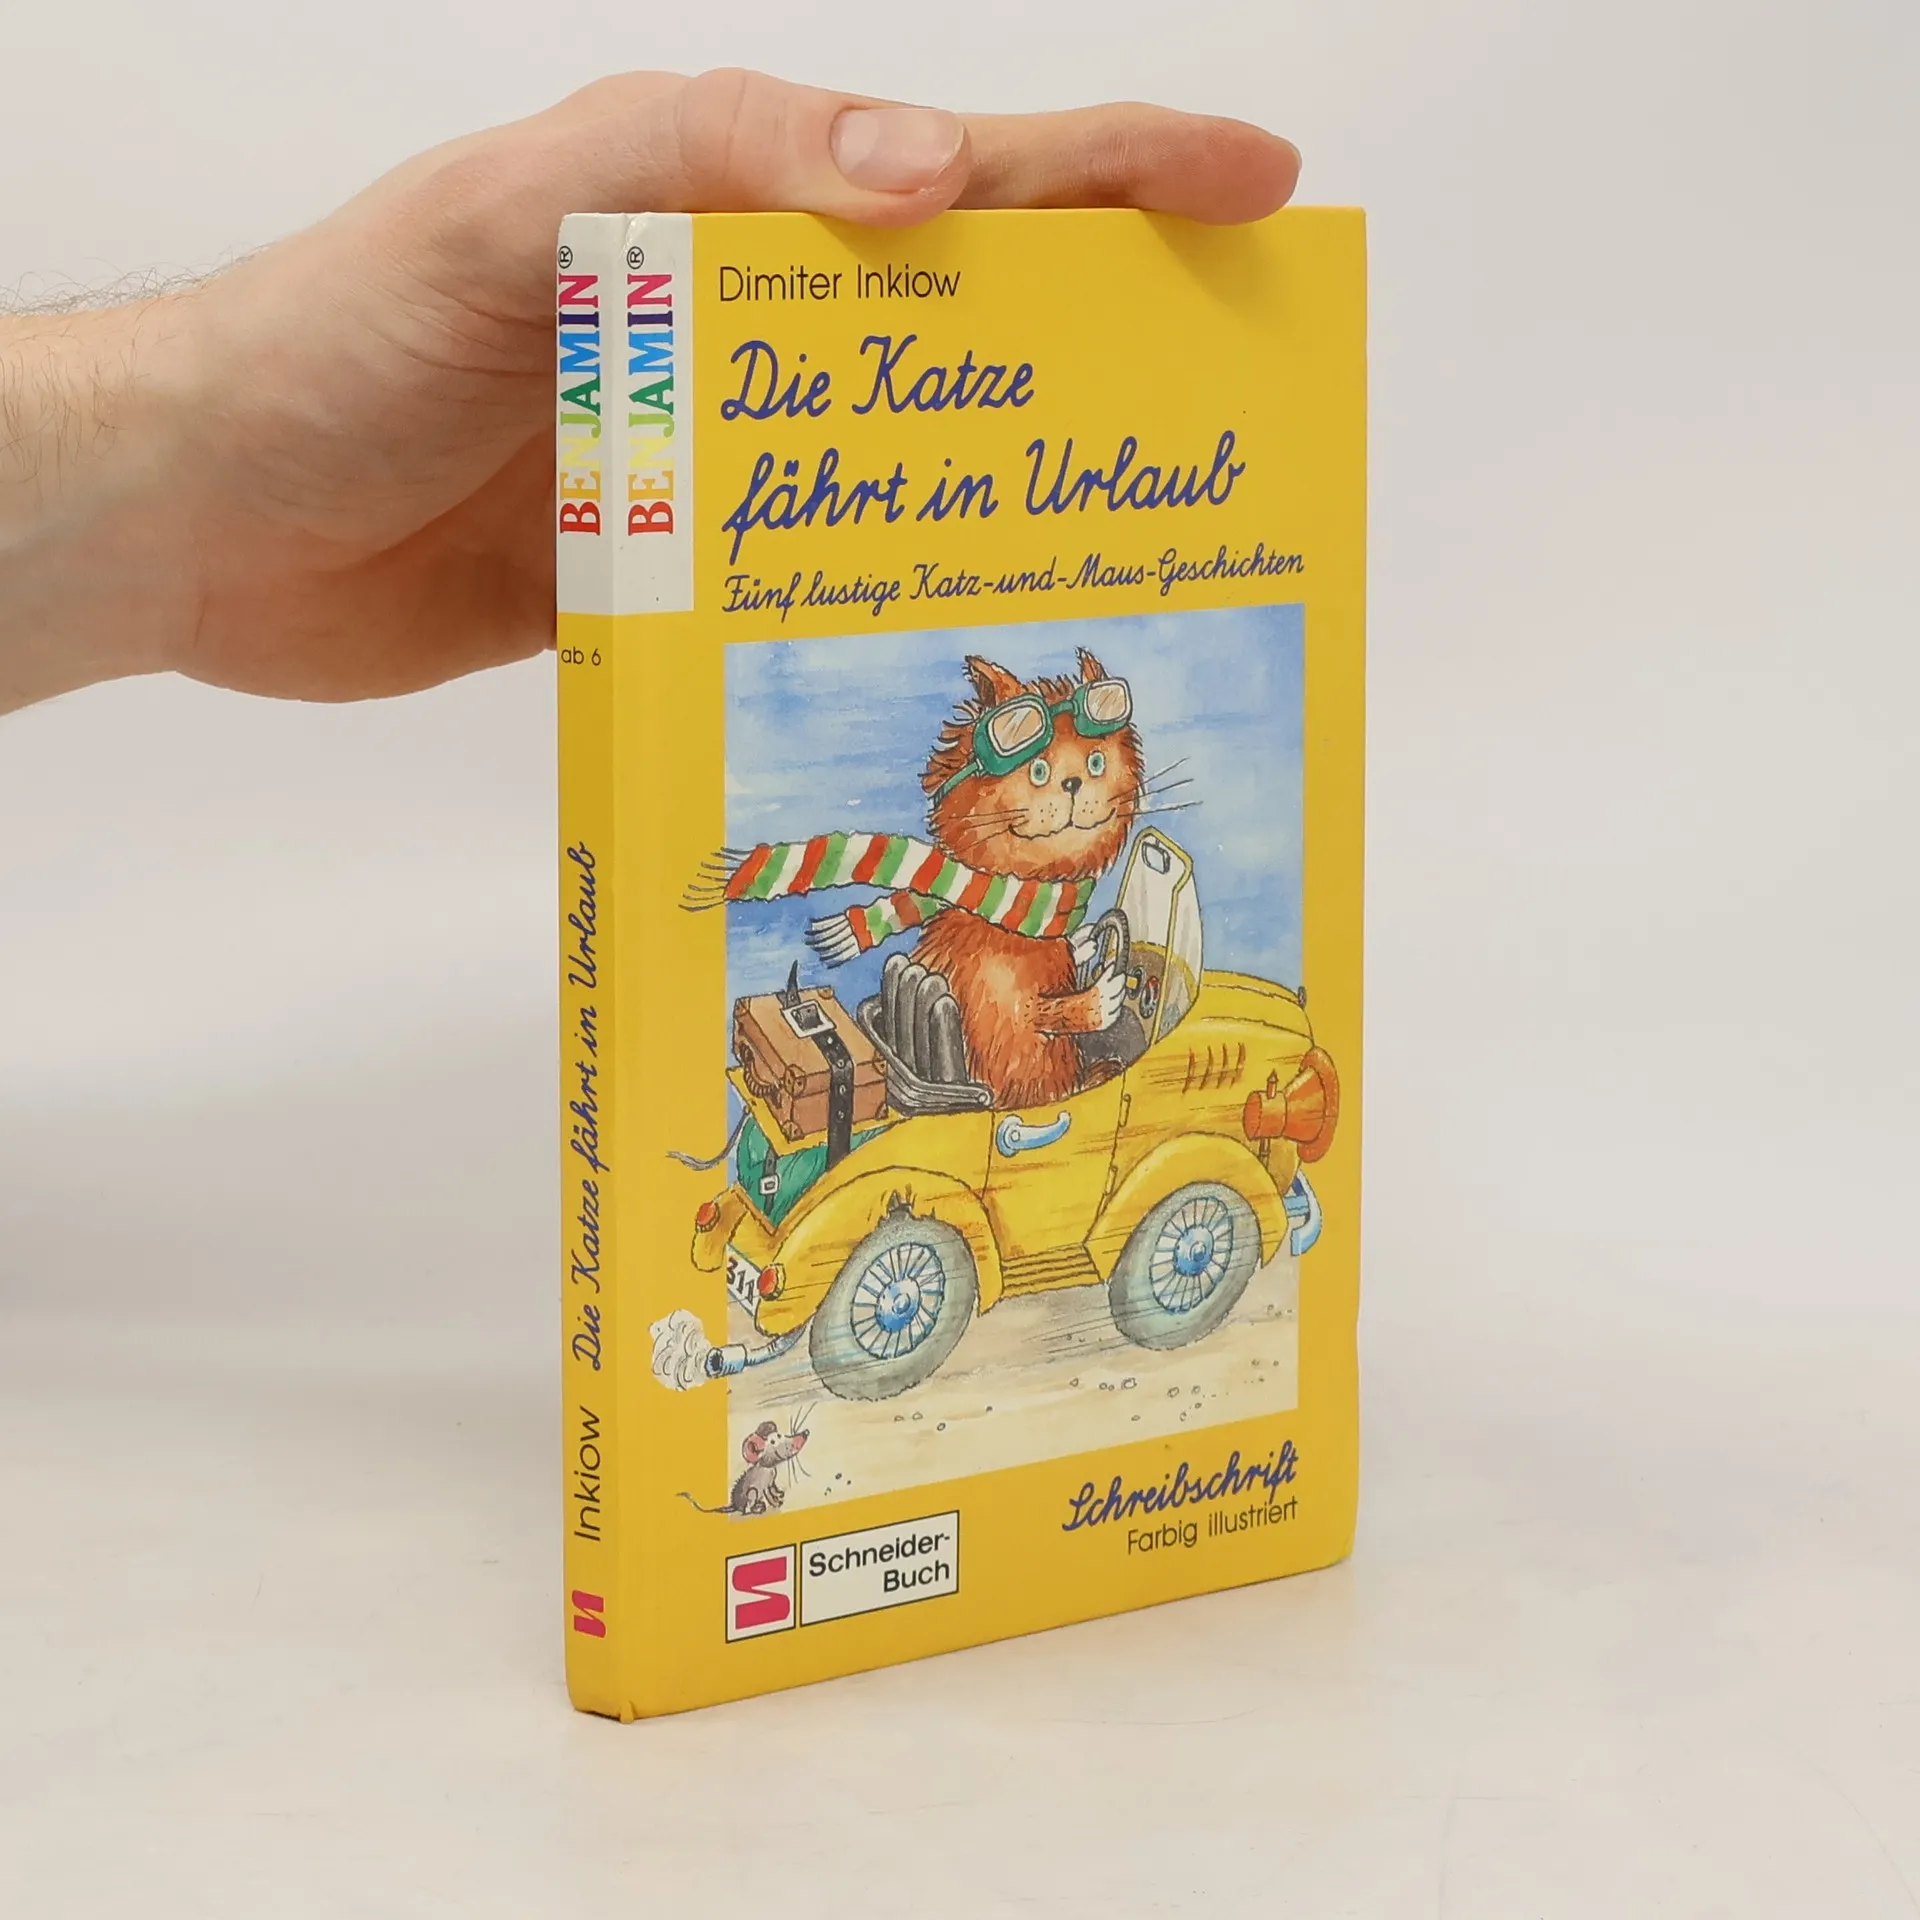 BENJAMIN®
ab 6
Inkiow Die Katze fährt in Urlaub
BENJAMIN®
Dimiter Inkiow
Die Katze
fährt in Urlaub
Fünf lustige Katz-und-Maus-Geschichten
311
Schreibschrift
Farbig illustriert
Schneider-
Buch